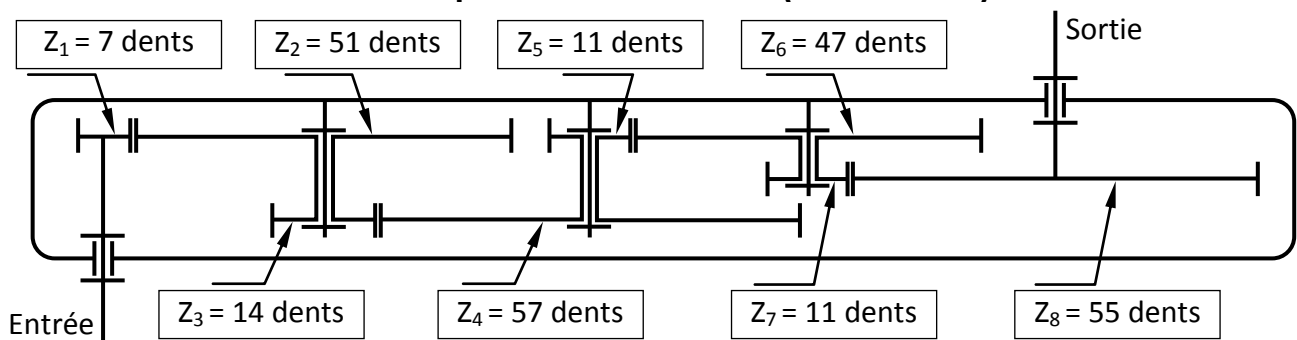 Z₁ = 7 dents
Z₂ = 51 dents
Z₅ = 11 dents
Z₆ = 47 dents
Sortie
Z₃ = 14 dents
Z₄ = 57 dents
Z₇ = 11 dents
Z₈ = 55 dents
Entrée